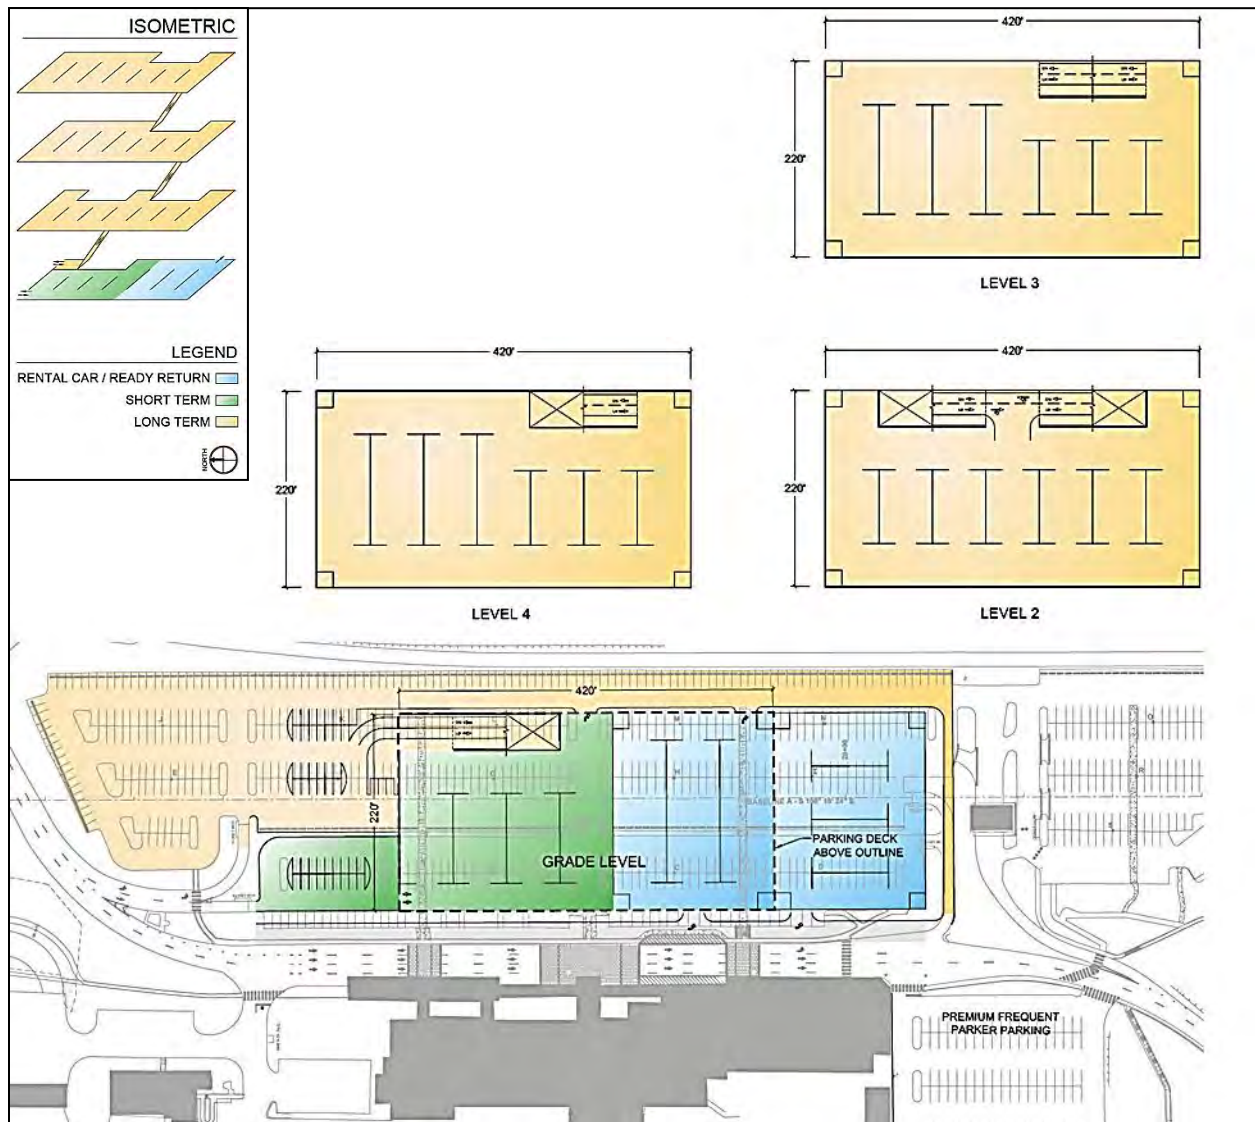 ISOMETRIC
LEGEND
RENTAL CAR / READY RETURN
SHORT TERM
LONG TERM
NORTH
420'
220'
LEVEL 3
420'
220'
LEVEL 4
420'
220'
LEVEL 2
420'
220'
GRADE LEVEL
PARKING DECK
ABOVE OUTLINE
PREMIUM FREQUENT
PARKER PARKING